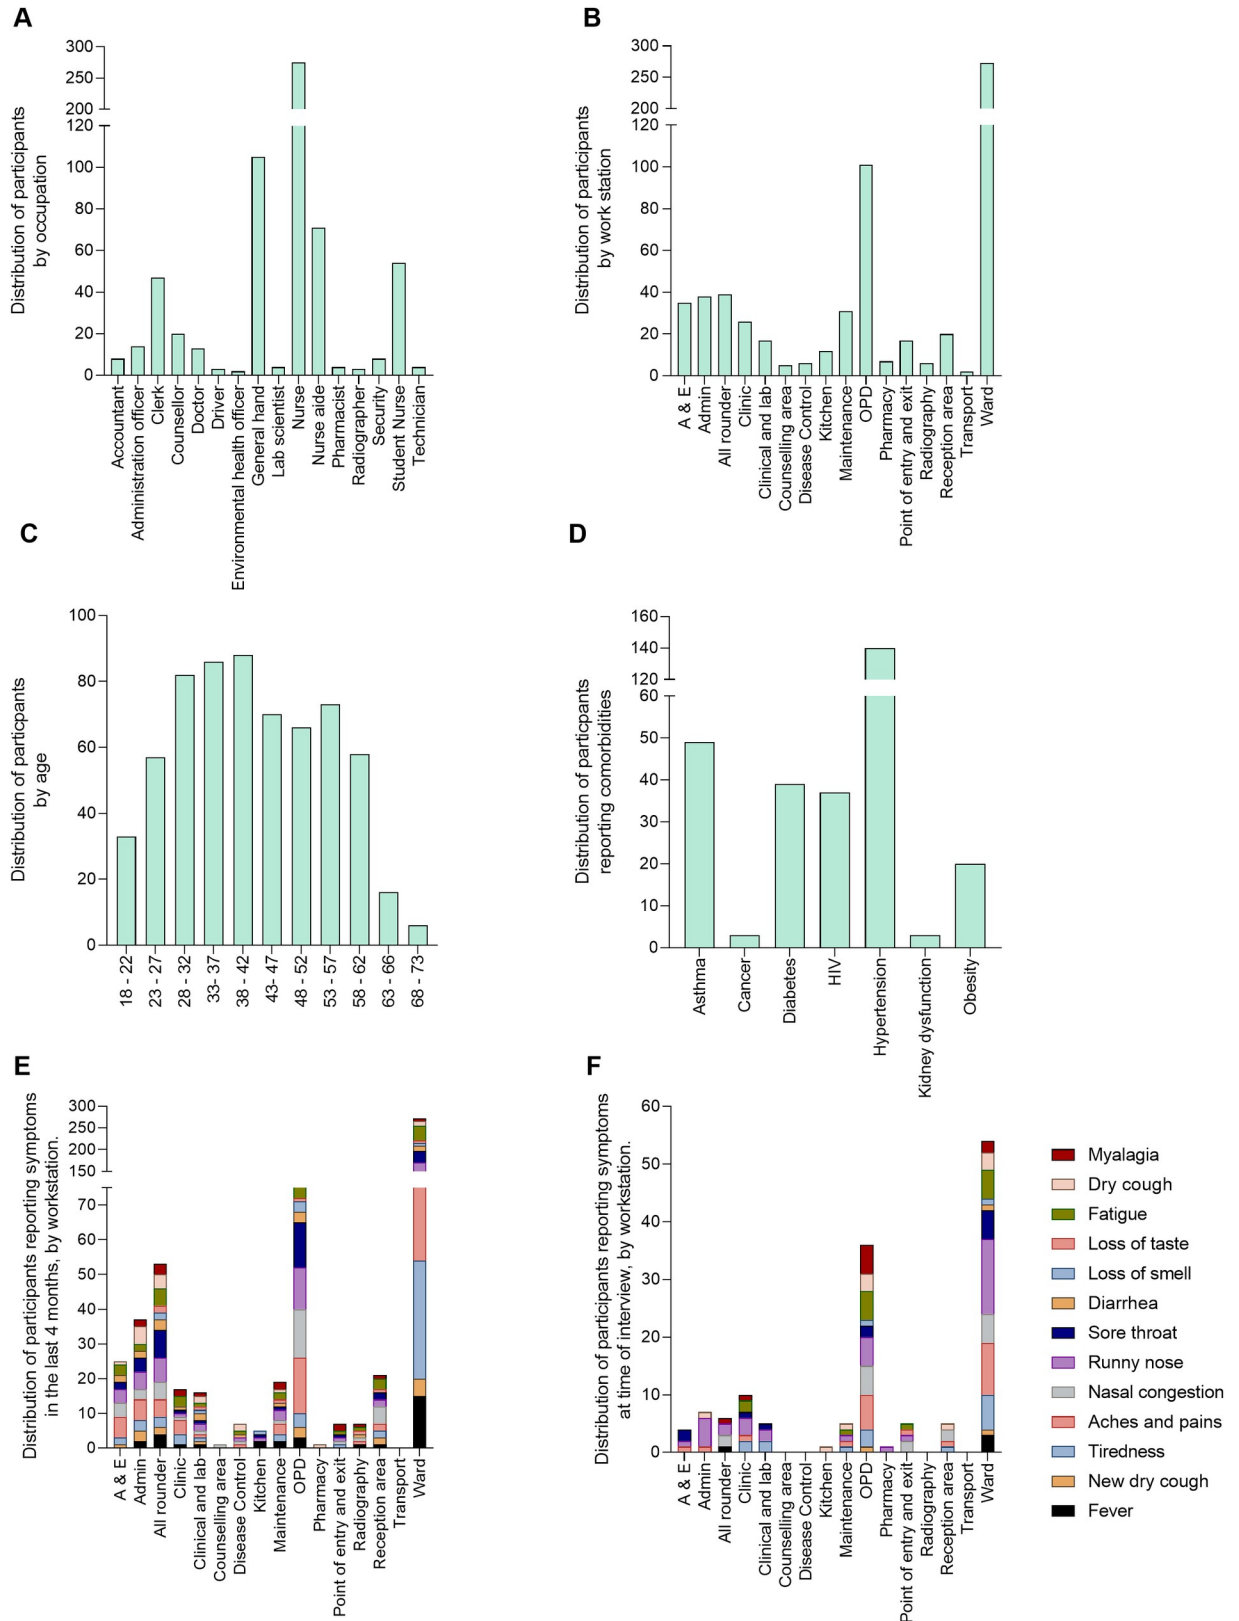 A
Distribution of participants
by occupation
300
250
200
120
100
80
60
40
20
0
Accountant
Administration officer
Clerk
Counsellor
Doctor
Driver
Environmental health officer
General hand
Lab scientist
Nurse
Nurse aide
Pharmacist
Radiographer
Security
Student Nurse
Technician
B
Distribution of participants
by work station
300
250
200
120
100
80
60
40
20
0
A & E
Admin
All rounder
Clinic
Clinical and lab
Counselling area
Disease Control
Kitchen
Maintenance
OPD
Pharmacy
Point of entry and exit
Radiography
Reception area
Transport
Ward
C
Distribution of particpants
by age
100
80
60
40
20
0
18 - 22
23 - 27
28 - 32
33- 37
38 - 42
43- 47
48 - 52
53 - 57
58 - 62
63 - 66
68 - 73
D
Distribution of particpants
reporting comorbidities
160
140
120
60
50
40
30
20
10
0
Asthma
Cancer
Diabetes
HIV
Hypertension
Kidney dysfunction
Obesity
E
Distribution of participants reporting symptoms
in the last 4 months, by workstation.
300
250
200
150
70
60
50
40
30
20
10
0
A & E
Admin
All rounder
Clinic
Clinical and lab
Counselling area
Disease Control
Kitchen
Maintenance
OPD
Pharmacy
Point of entry and exit
Radiography
Reception area
Transport
Ward
F
Distribution of participants reporting symptoms
at time of interview, by workstation.
60
50
40
30
20
10
0
A & E
Admin
All rounder
Clinic
Clinical and lab
Counselling area
Disease Control
Kitchen
Maintenance
OPD
Pharmacy
Point of entry and exit
Radiography
Reception area
Transport
Ward
Myalagia
Dry cough
Fatigue
Loss of taste
Loss of smell
Diarrhea
Sore throat
Runny nose
Nasal congestion
Aches and pains
Tiredness
New dry cough
Fever